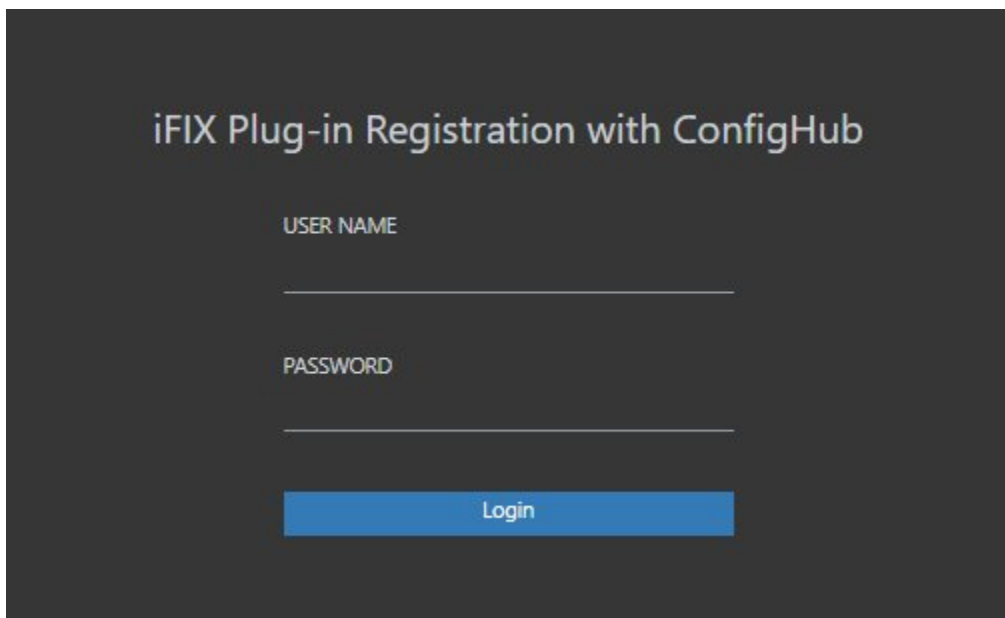 iFIX Plug-in Registration with ConfigHub
USER NAME
PASSWORD
Login